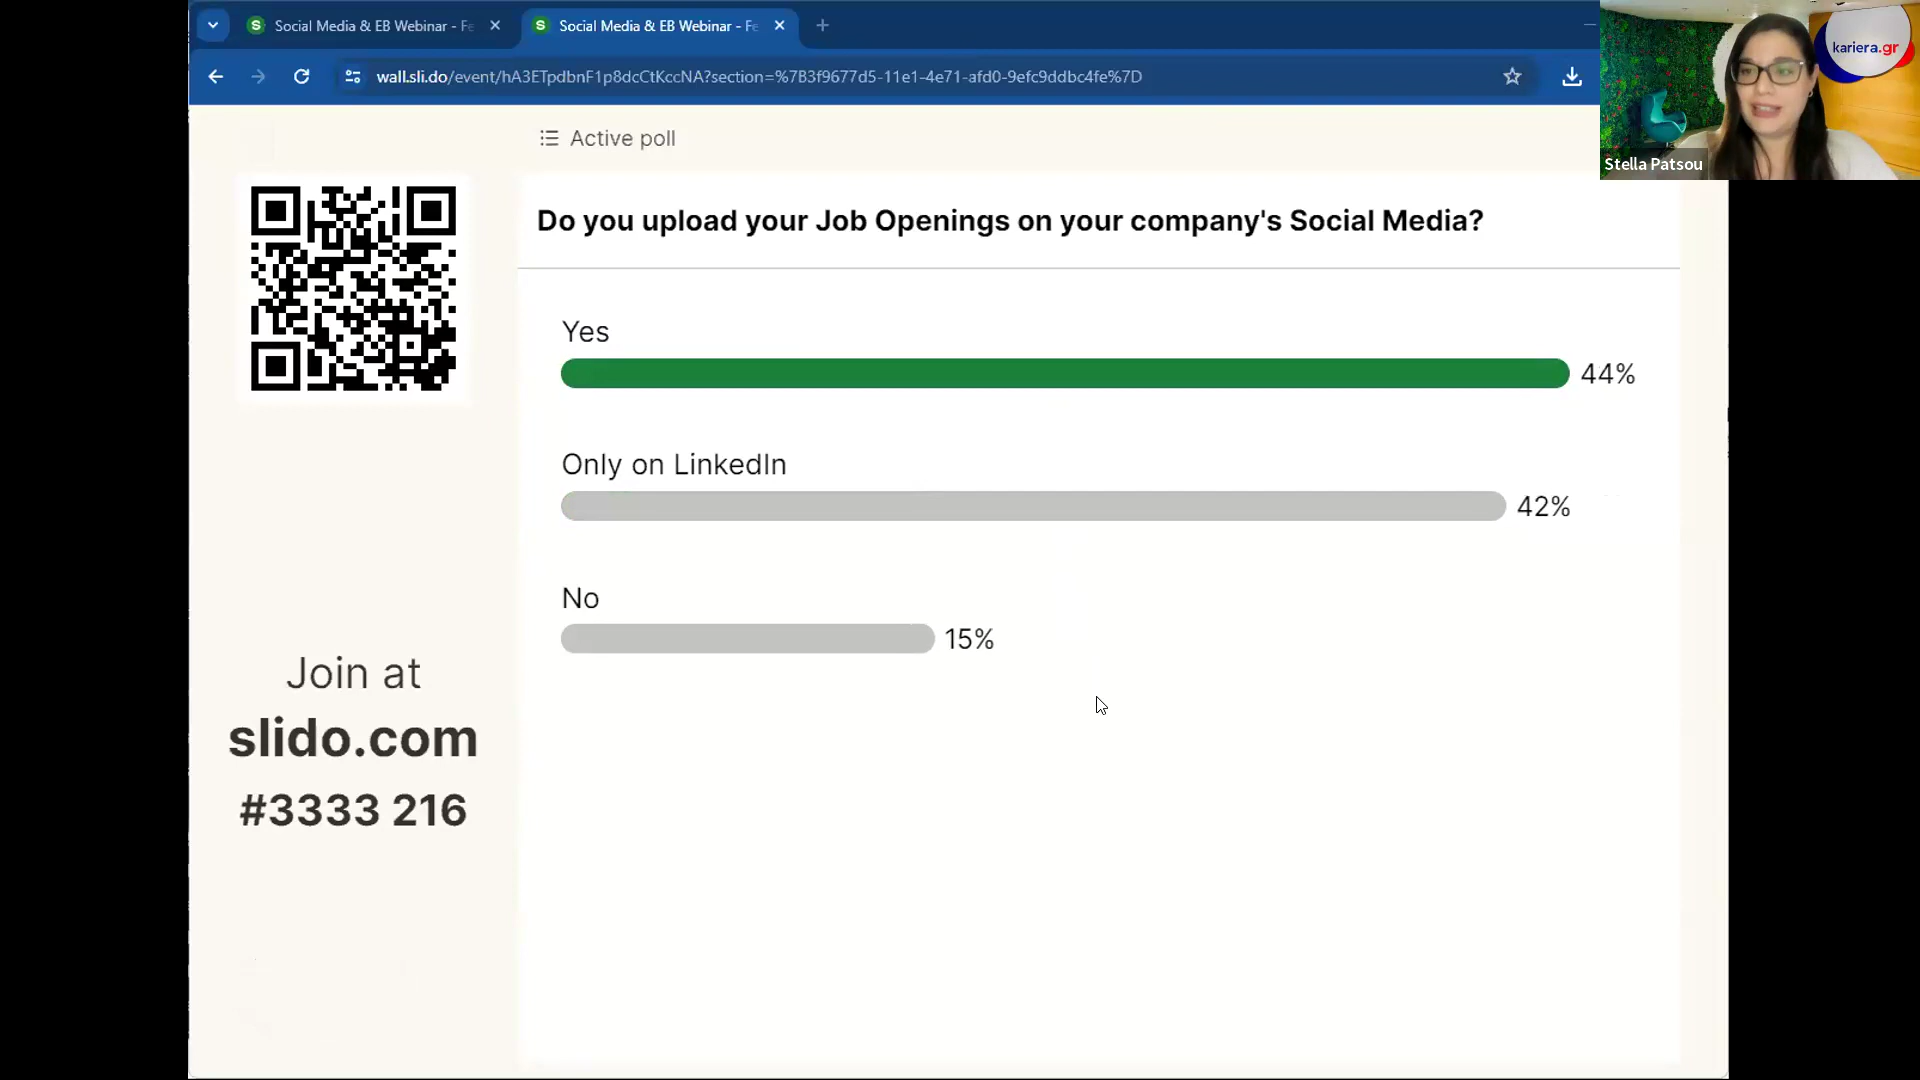 Social Media & EB Webinar - Fe
Social Media & EB Webinar - Fe
wall.sli.do/event/hA3ETpdbnF1p8dcCtKccNA?section=%7B3f9677d5-11e1-4e71-afd0-9efc9ddbc4fe%7D
kariera.gr
Stella Patsou
Active poll
Do you upload your Job Openings on your company's Social Media?
Yes
44%
Only on LinkedIn
42%
No
15%
Join at
slido.com
#3333 216